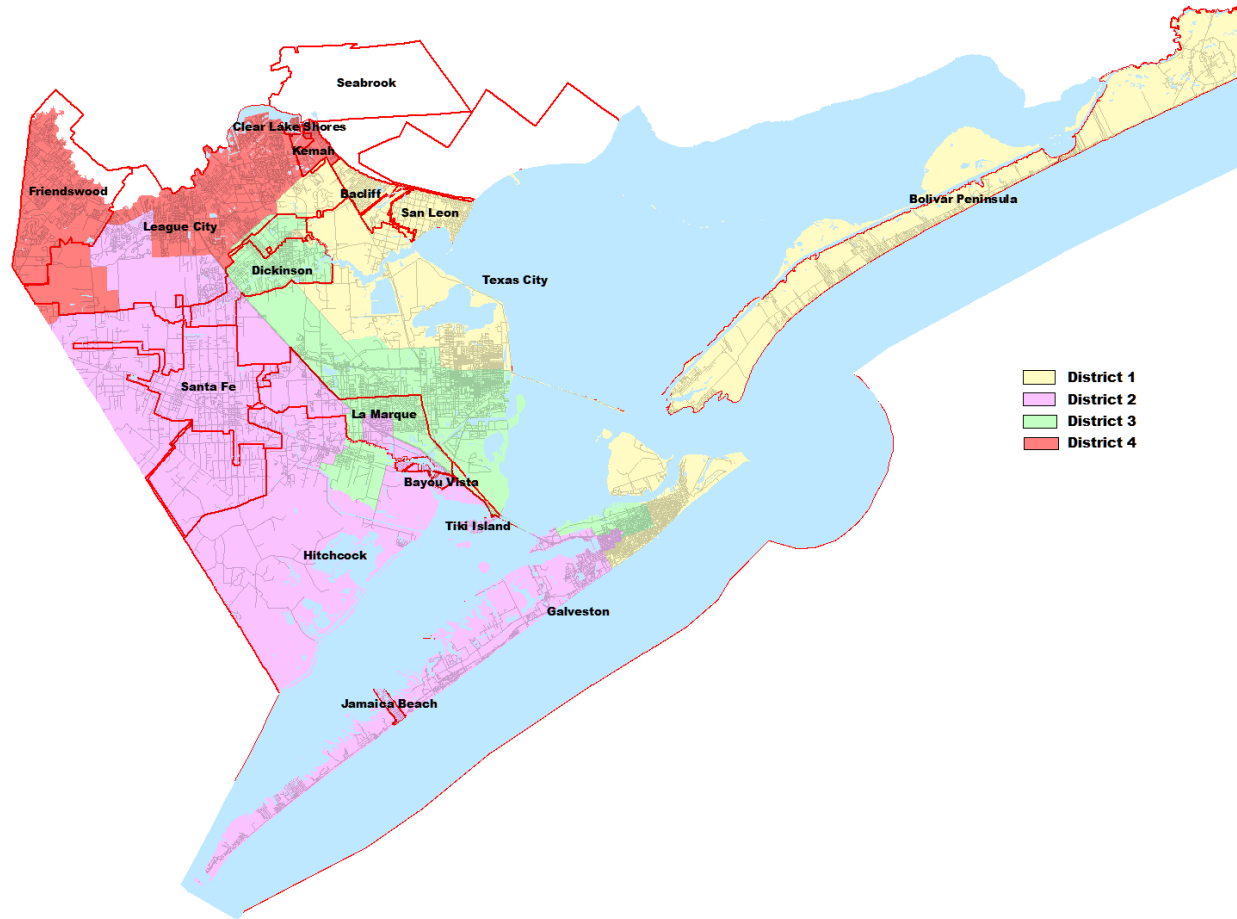 Seabrook
Clear Lake Shores
Kemah
Friendswood
Bacliff
Bolivar Peninsula
San Leon
League City
Dickinson
Texas City
District 1
Santa Fe
District 2
La Marque
District 3
District 4
Bayou Vista
Tiki Island
Hitchcock
Galveston
Jamaica Beach